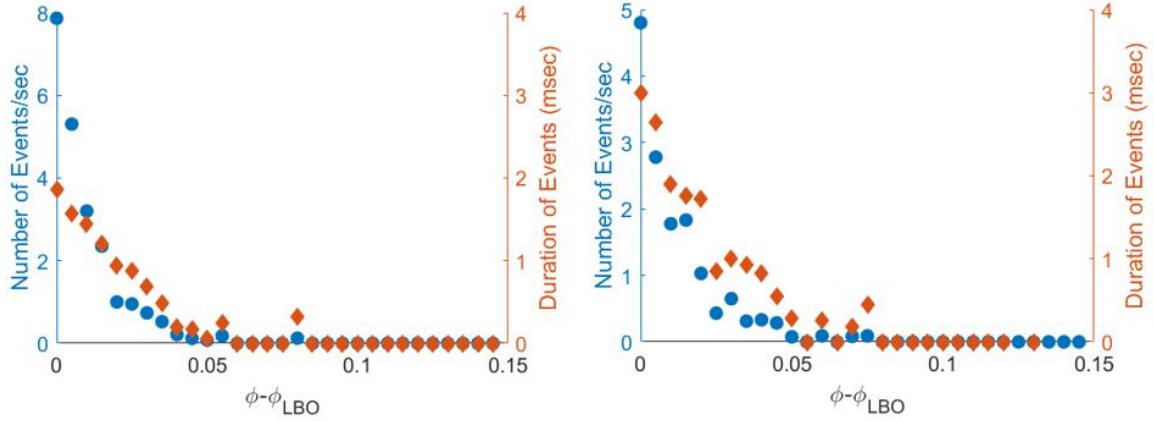 8
6
4
2
0
Number of Events/sec
4
3
2
1
0
Duration of Events (msec)
0 0.05 0.1 0.15
ϕ-ϕLBO
5
4
3
2
1
0
Number of Events/sec
4
3
2
1
0
Duration of Events (msec)
0 0.05 0.1 0.15
ϕ-ϕLBO